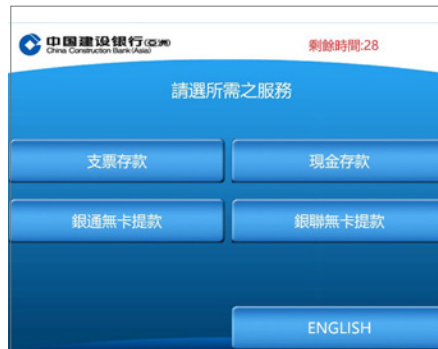 中国建设银行(亞洲)
China Construction Bank (Asia)
剩餘時間:28
請選所需之服務
支票存款
現金存款
銀通無卡提款
銀聯無卡提款
ENGLISH